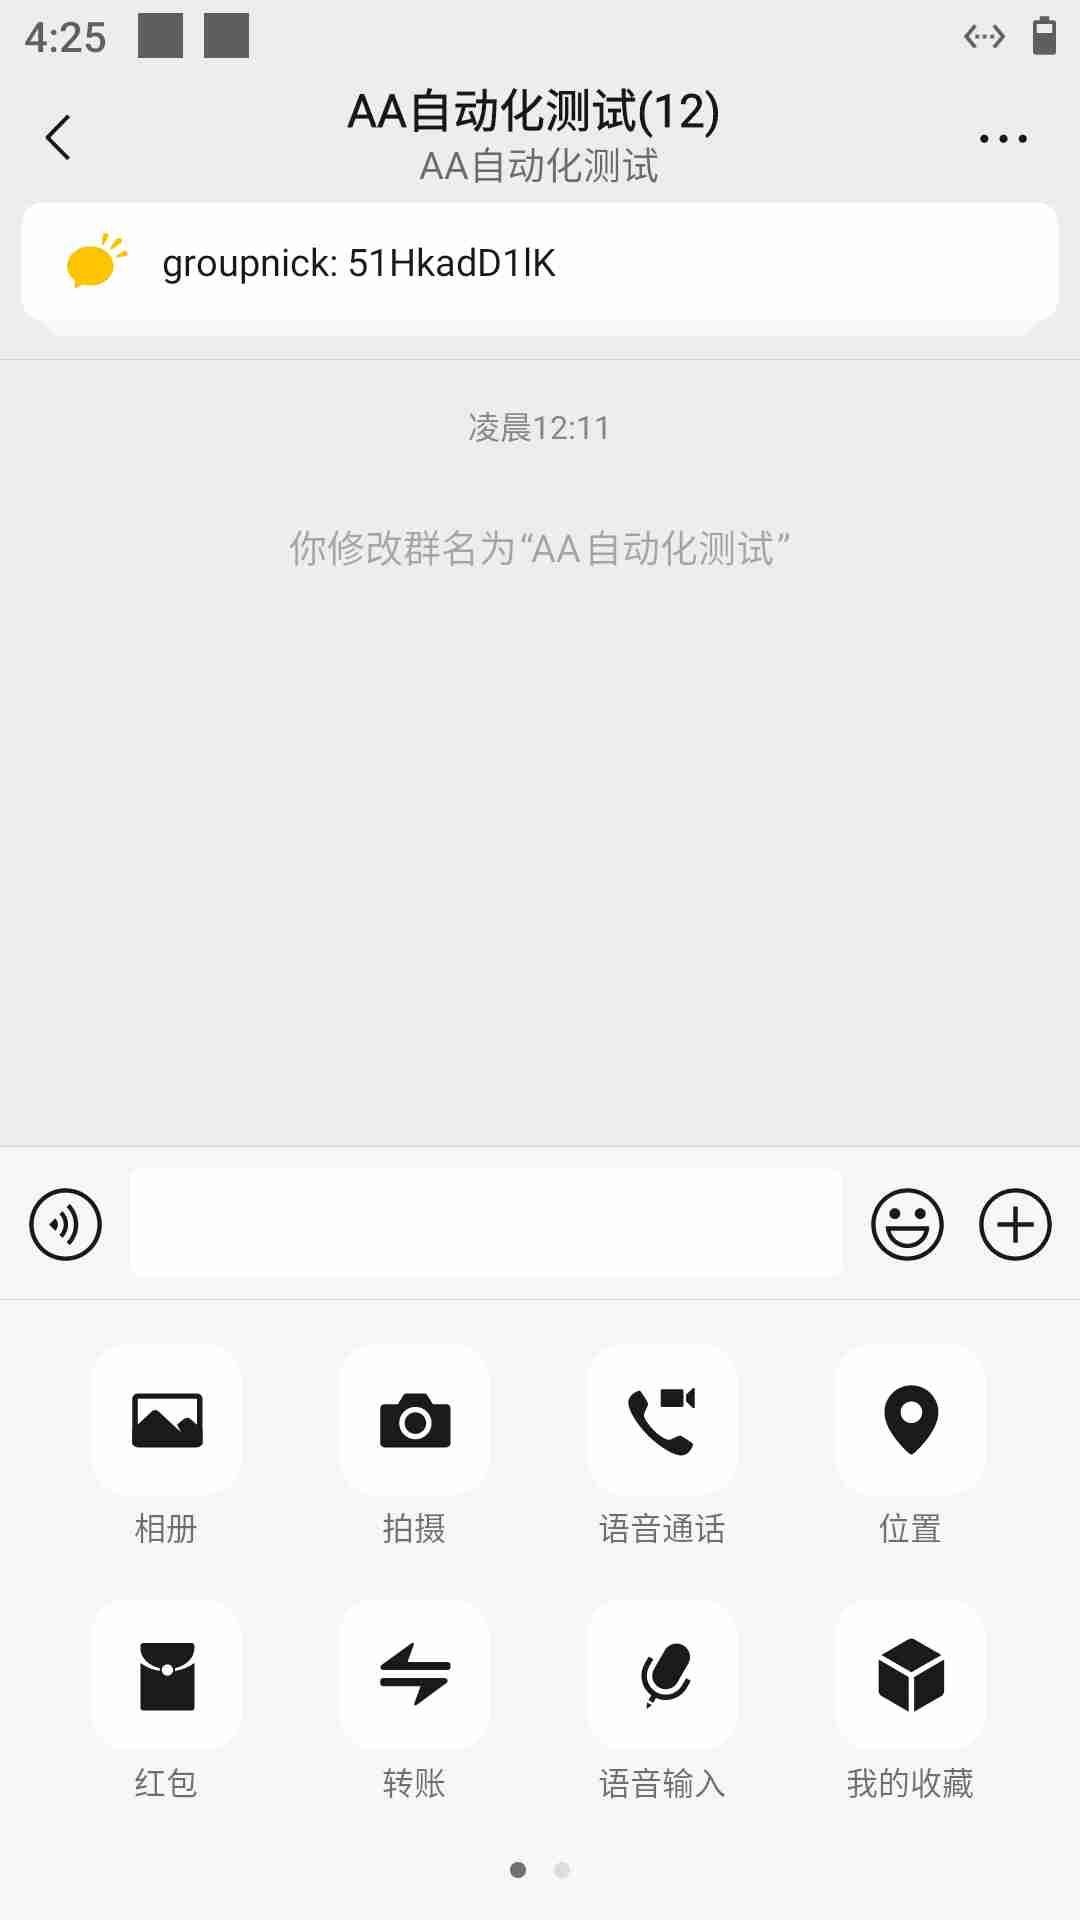 4:25
AA自动化测试(12)
AA自动化测试
groupnick: 51HkadD1lK
凌晨12:11
你修改群名为“AA自动化测试”
相册 拍摄 语音通话 位置
红包 转账 语音输入 我的收藏